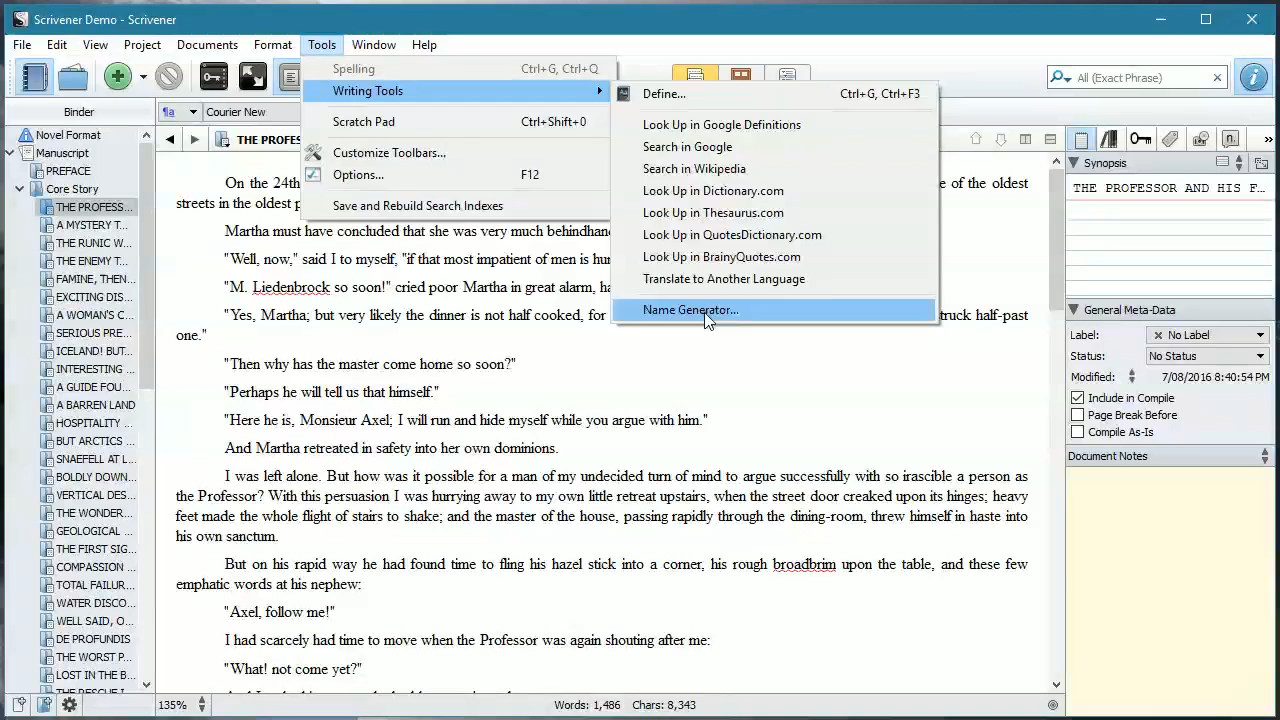 Scrivener Demo - Scrivener
File Edit View Project Documents Format Tools Window Help
Spelling Ctrl+G, Ctrl+Q
Writing Tools
Scratch Pad Ctrl+Shift+0
Customize Toolbars...
Options... F12
Save and Rebuild Search Indexes
Define... Ctrl+G, Ctrl+F3
Look Up in Google Definitions
Search in Google
Search in Wikipedia
Look Up in Dictionary.com
Look Up in Thesaurus.com
Look Up in QuotesDictionary.com
Look Up in BrainyQuotes.com
Translate to Another Language
Name Generator...
All (Exact Phrase)
Binder
Novel Format
Manuscript
PREFACE
Core Story
THE PROFESS...
A MYSTERY T...
THE RUNIC W...
THE ENEMY T...
FAMINE, THEN...
EXCITING DIS...
A WOMAN'S C...
SERIOUS PRE...
ICELAND! BUT...
INTERESTING ...
A GUIDE FOU...
A BARREN LAND
HOSPITALITY ...
BUT ARCTICS ...
SNAEFELL AT L...
BOLDLY DOWN...
VERTICAL DES...
THE WONDER...
GEOLOGICAL ...
THE FIRST SIG...
COMPASSION ...
TOTAL FAILUR...
WATER DISCO...
WELL SAID, O...
DE PROFUNDIS
THE WORST P...
LOST IN THE B...
Courier New
THE PROFES
On the 24th e of the oldest
streets in the oldest p
Martha must have concluded that she was very much behindhan
"Well, now," said I to myself, "if that most impatient of men is hun
"M. Liedenbrock so soon!" cried poor Martha in great alarm, ha
"Yes, Martha; but very likely the dinner is not half cooked, for truck half-past
one."
"Then why has the master come home so soon?"
"Perhaps he will tell us that himself."
"Here he is, Monsieur Axel; I will run and hide myself while you argue with him."
And Martha retreated in safety into her own dominions.
I was left alone. But how was it possible for a man of my undecided turn of mind to argue successfully with so irascible a person as
the Professor? With this persuasion I was hurrying away to my own little retreat upstairs, when the street door creaked upon its hinges; heavy
feet made the whole flight of stairs to shake; and the master of the house, passing rapidly through the dining-room, threw himself in haste into
his own sanctum.
But on his rapid way he had found time to fling his hazel stick into a corner, his rough broadbrim upon the table, and these few
emphatic words at his nephew:
"Axel, follow me!"
I had scarcely had time to move when the Professor was again shouting after me:
"What! not come yet?"
135%
Words: 1,486 Chars: 8,343
Synopsis
THE PROFESSOR AND HIS F...
General Meta-Data
Label: No Label
Status: No Status
Modified: 7/08/2016 8:40:54 PM
Include in Compile
Page Break Before
Compile As-Is
Document Notes